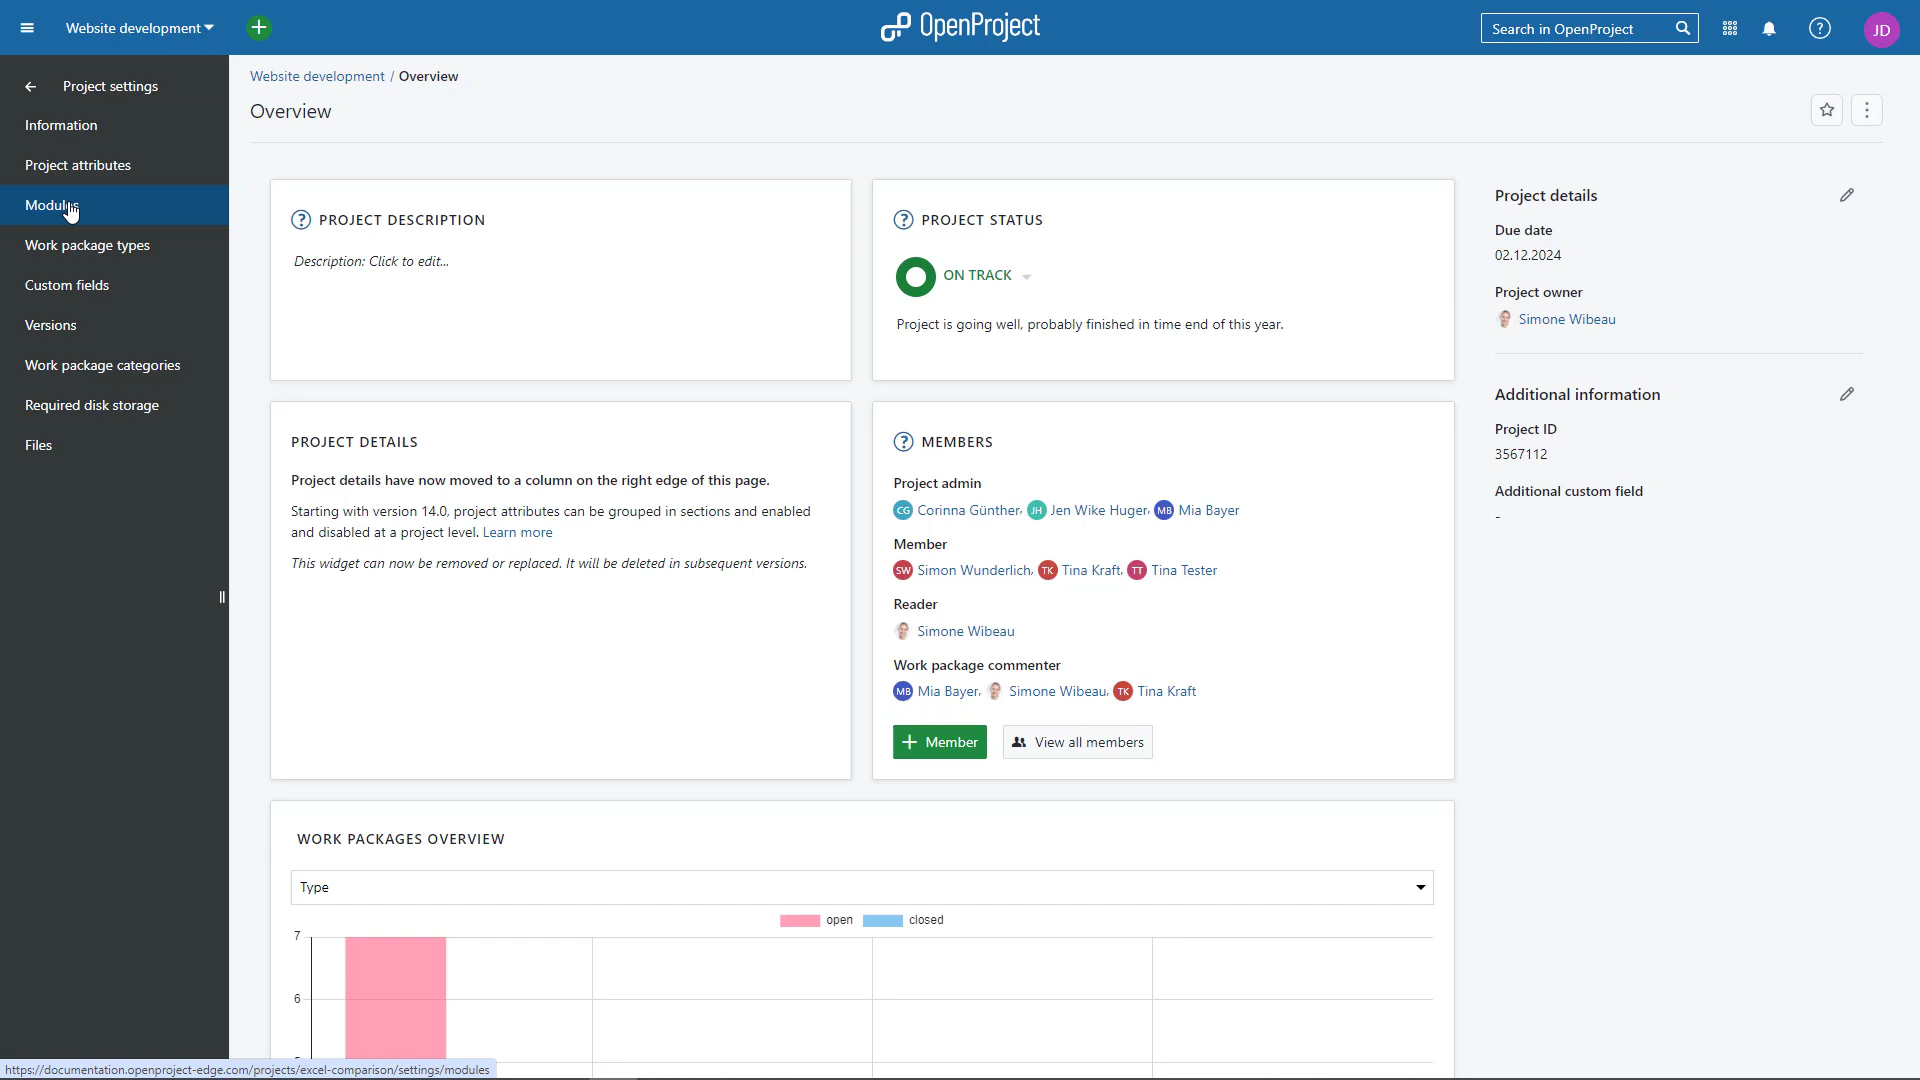 Website development
OpenProject
Search in OpenProject
JD
Project settings
Information
Project attributes
Modules
Work package types
Custom fields
Versions
Work package categories
Required disk storage
Files
Website development / Overview
Overview
PROJECT DESCRIPTION
Description: Click to edit...
PROJECT STATUS
ON TRACK
Project is going well, probably finished in time end of this year.
PROJECT DETAILS
Project details have now moved to a column on the right edge of this page.
Starting with version 14.0, project attributes can be grouped in sections and enabled
and disabled at a project level. Learn more
This widget can now be removed or replaced. It will be deleted in subsequent versions.
MEMBERS
Project admin
CG Corinna Günther, JH Jen Wike Huger, MB Mia Bayer
Member
SW Simon Wunderlich, TK Tina Kraft, TT Tina Tester
Reader
Simone Wibeau
Work package commenter
MB Mia Bayer, Simone Wibeau, TK Tina Kraft
+ Member
View all members
Project details
Due date
02.12.2024
Project owner
Simone Wibeau
Additional information
Project ID
3567112
Additional custom field
-
WORK PACKAGES OVERVIEW
Type
open closed
7
6
https://documentation.openproject-edge.com/projects/excel-comparison/settings/modules